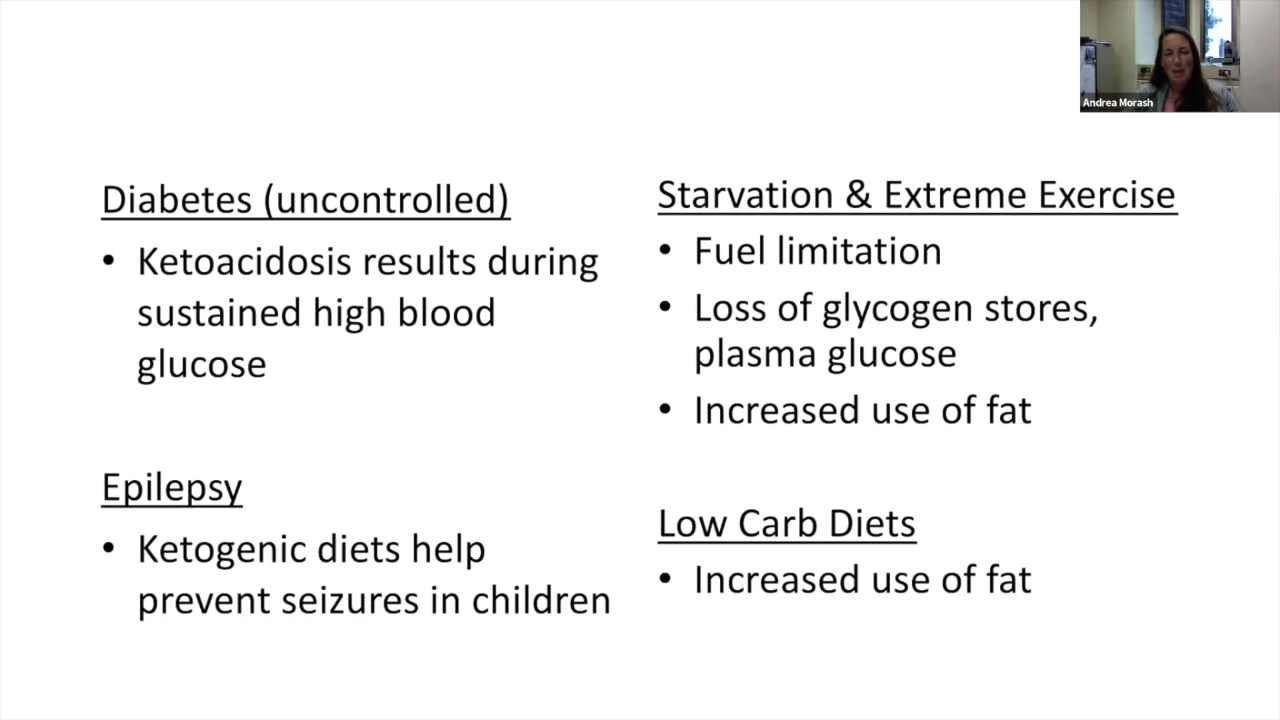 Andrea Morash
Diabetes (uncontrolled)
• Ketoacidosis results during
sustained high blood
glucose
Epilepsy
• Ketogenic diets help
prevent seizures in children
Starvation & Extreme Exercise
• Fuel limitation
• Loss of glycogen stores,
plasma glucose
• Increased use of fat
Low Carb Diets
• Increased use of fat